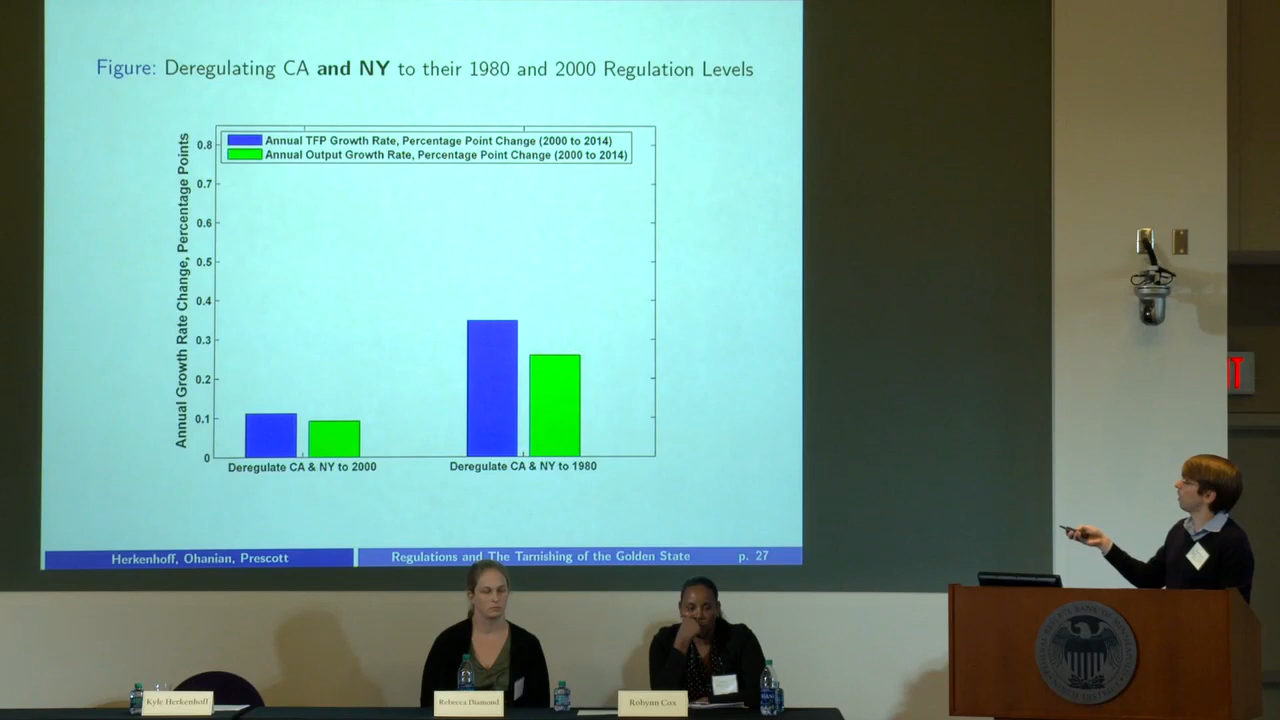 Figure: Deregulating CA and NY to their 1980 and 2000 Regulation Levels
Annual TFP Growth Rate, Percentage Point Change (2000 to 2014)
Annual Output Growth Rate, Percentage Point Change (2000 to 2014)
Annual Growth Rate Change, Percentage Points
0.8
0.7
0.6
0.5
0.4
0.3
0.2
0.1
0
Deregulate CA & NY to 2000
Deregulate CA & NY to 1980
Herkenhoff, Ohanian, Prescott
Regulations and The Tarnishing of the Golden State
p. 27
IT
Kyle Herkenhoff
Rebecca Diamond
Robynn Cox